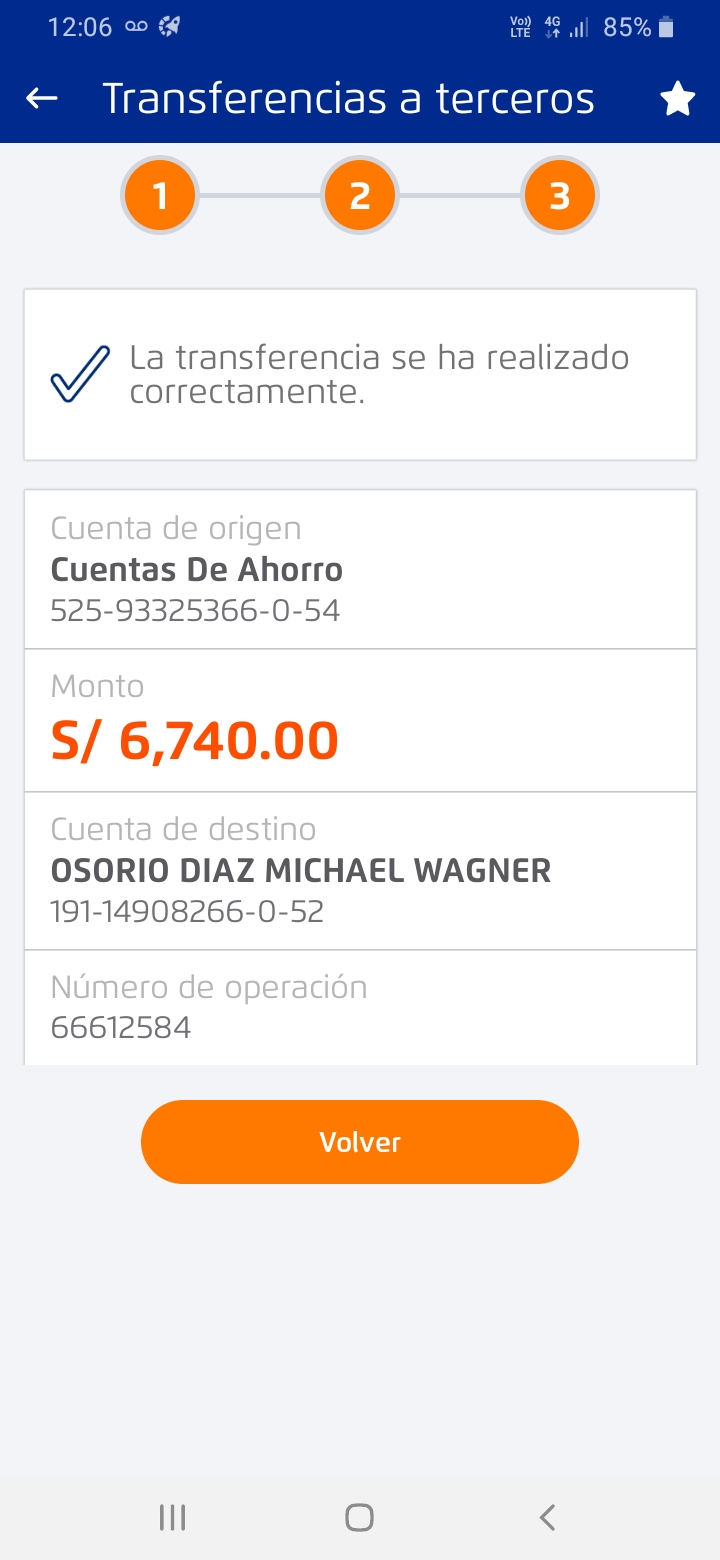 12:06
Vo)) 4G 85%
LTE
Transferencias a terceros
1 2 3
La transferencia se ha realizado
correctamente.
Cuenta de origen
Cuentas De Ahorro
525-93325366-0-54
Monto
S/ 6,740.00
Cuenta de destino
OSORIO DIAZ MICHAEL WAGNER
191-14908266-0-52
Número de operación
66612584
Volver